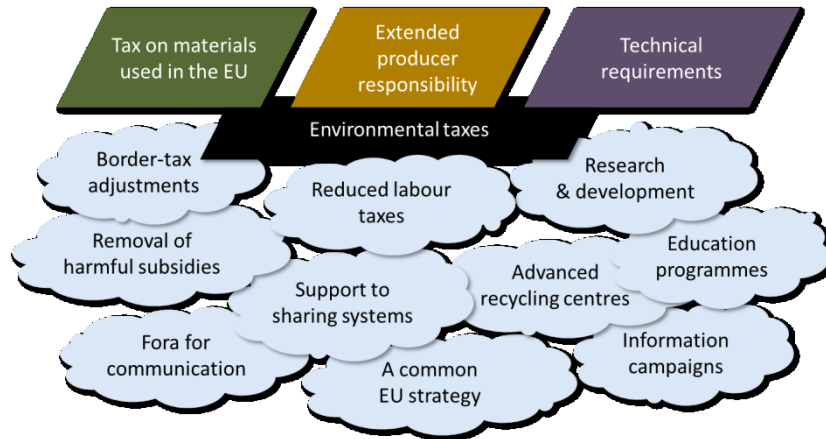 Tax on materials
used in the EU
Extended
producer
responsibility
Technical
requirements
Environmental taxes
Border-tax
adjustments
Reduced labour
taxes
Research
& development
Removal of
harmful subsidies
Support to
sharing systems
Advanced
recycling centres
Education
programmes
Fora for
communication
A common
EU strategy
Information
campaigns